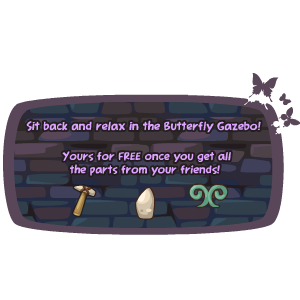 Sit back and relax in the Butterfly Gazebo!
Yours for FREE once you get all
the parts from your friends!